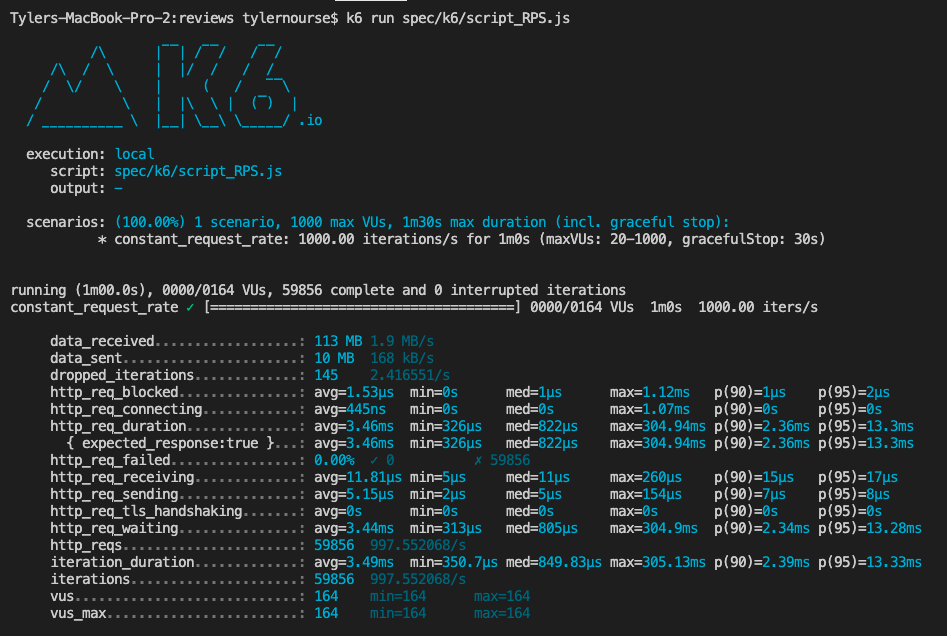 Tylers-MacBook-Pro-2:reviews tylernourse$ k6 run spec/k6/script_RPS.js
K6 .io
execution: local
script: spec/k6/script_RPS.js
output: –
scenarios: (100.00%) 1 scenario, 1000 max VUs, 1m30s max duration (incl. graceful stop):
* constant_request_rate: 1000.00 iterations/s for 1m0s (maxVUs: 20-1000, gracefulStop: 30s)
running (1m00.0s), 0000/0164 VUs, 59856 complete and 0 interrupted iterations
constant_request_rate ✓ [======================================] 0000/0164 VUs 1m0s 1000.00 iters/s
data_received..................: 113 MB 1.9 MB/s
data_sent......................: 10 MB 168 kB/s
dropped_iterations.............: 145 2.416551/s
http_req_blocked...............: avg=1.53µs min=0s med=1µs max=1.12ms p(90)=1µs p(95)=2µs
http_req_connecting............: avg=445ns min=0s med=0s max=1.07ms p(90)=0s p(95)=0s
http_req_duration..............: avg=3.46ms min=326µs med=822µs max=304.94ms p(90)=2.36ms p(95)=13.3ms
{ expected_response:true }...: avg=3.46ms min=326µs med=822µs max=304.94ms p(90)=2.36ms p(95)=13.3ms
http_req_failed................: 0.00% ✓ 0 ✗ 59856
http_req_receiving.............: avg=11.81µs min=5µs med=11µs max=260µs p(90)=15µs p(95)=17µs
http_req_sending...............: avg=5.15µs min=2µs med=5µs max=154µs p(90)=7µs p(95)=8µs
http_req_tls_handshaking.......: avg=0s min=0s med=0s max=0s p(90)=0s p(95)=0s
http_req_waiting...............: avg=3.44ms min=313µs med=805µs max=304.9ms p(90)=2.34ms p(95)=13.28ms
http_reqs......................: 59856 997.552068/s
iteration_duration.............: avg=3.49ms min=350.7µs med=849.83µs max=305.13ms p(90)=2.39ms p(95)=13.33ms
iterations.....................: 59856 997.552068/s
vus............................: 164 min=164 max=164
vus_max........................: 164 min=164 max=164